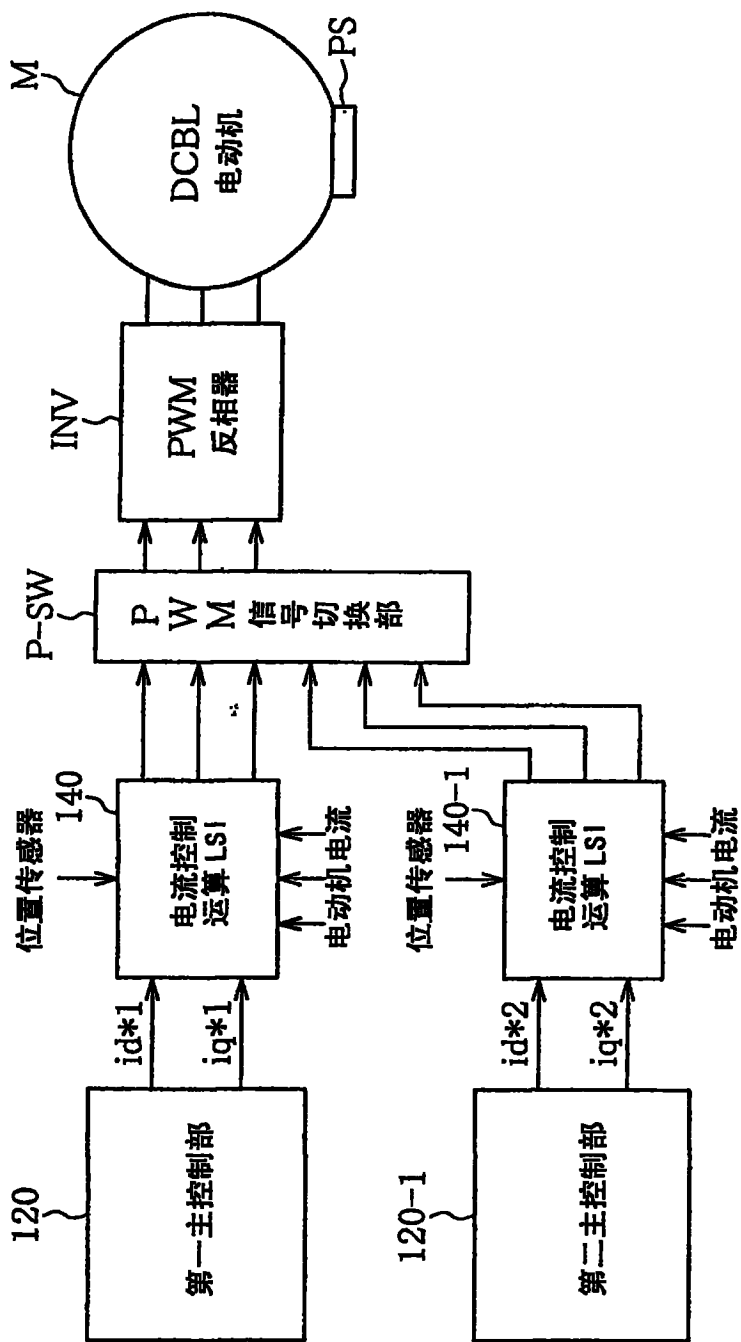 120
第一主控制部
id*1
iq*1
位置传感器
140
电流控制
运算 LSI
电动机电流
P-SW
PWM信号切换部
INV
PWM
反相器
M
DCBL
电动机
PS
120-1
第二主控制部
id*2
iq*2
位置传感器
140-1
电流控制
运算 LSI
电动机电流